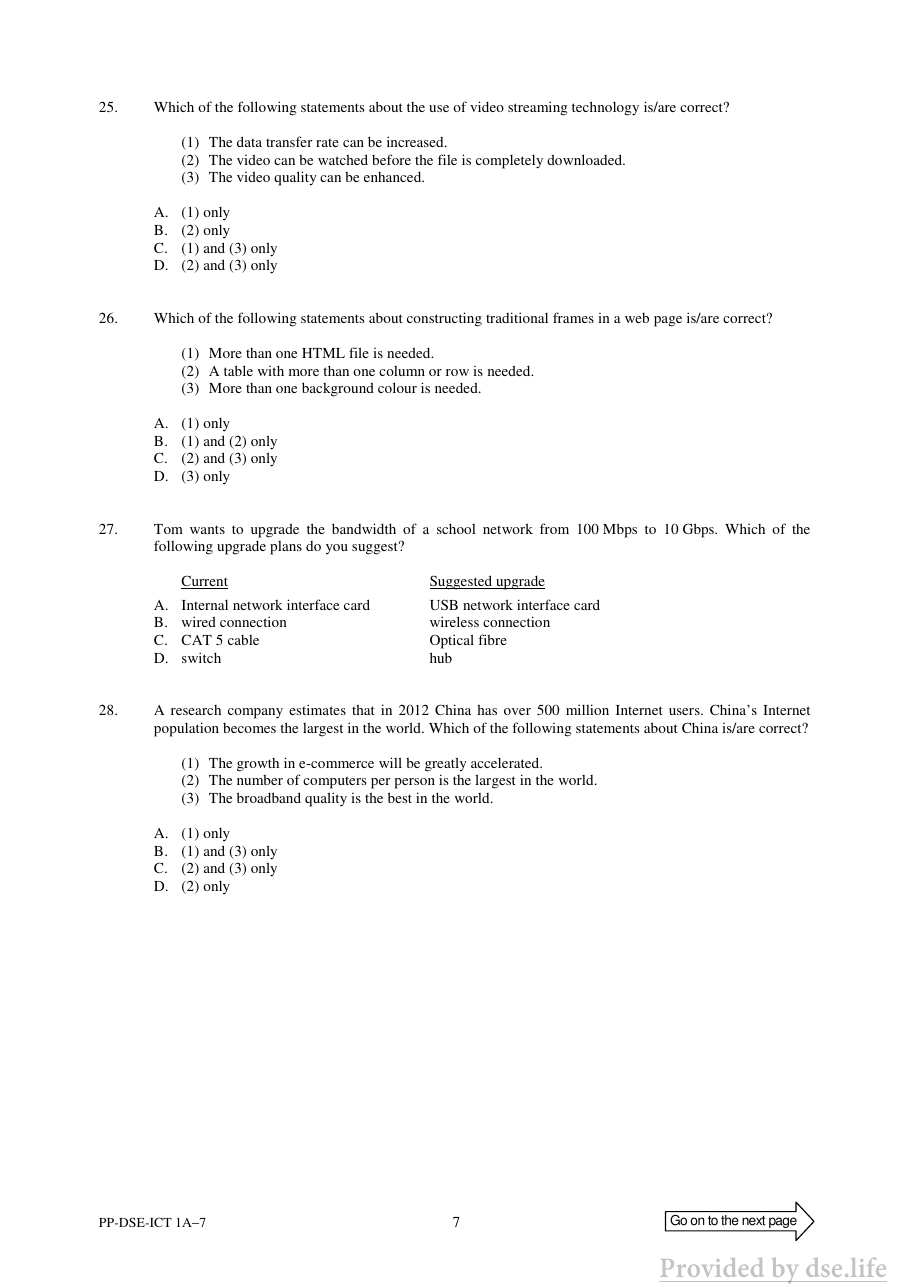 25. Which of the following statements about the use of video streaming technology is/are correct?
(1) The data transfer rate can be increased.
(2) The video can be watched before the file is completely downloaded.
(3) The video quality can be enhanced.
A. (1) only
B. (2) only
C. (1) and (3) only
D. (2) and (3) only
26. Which of the following statements about constructing traditional frames in a web page is/are correct?
(1) More than one HTML file is needed.
(2) A table with more than one column or row is needed.
(3) More than one background colour is needed.
A. (1) only
B. (1) and (2) only
C. (2) and (3) only
D. (3) only
27. Tom wants to upgrade the bandwidth of a school network from 100 Mbps to 10 Gbps. Which of the
following upgrade plans do you suggest?
Current Suggested upgrade
A. Internal network interface card USB network interface card
B. wired connection wireless connection
C. CAT 5 cable Optical fibre
D. switch hub
28. A research company estimates that in 2012 China has over 500 million Internet users. China's Internet
population becomes the largest in the world. Which of the following statements about China is/are correct?
(1) The growth in e-commerce will be greatly accelerated.
(2) The number of computers per person is the largest in the world.
(3) The broadband quality is the best in the world.
A. (1) only
B. (1) and (3) only
C. (2) and (3) only
D. (2) only
PP-DSE-ICT 1A–7 7 Go on to the next page
Provided by dse.life